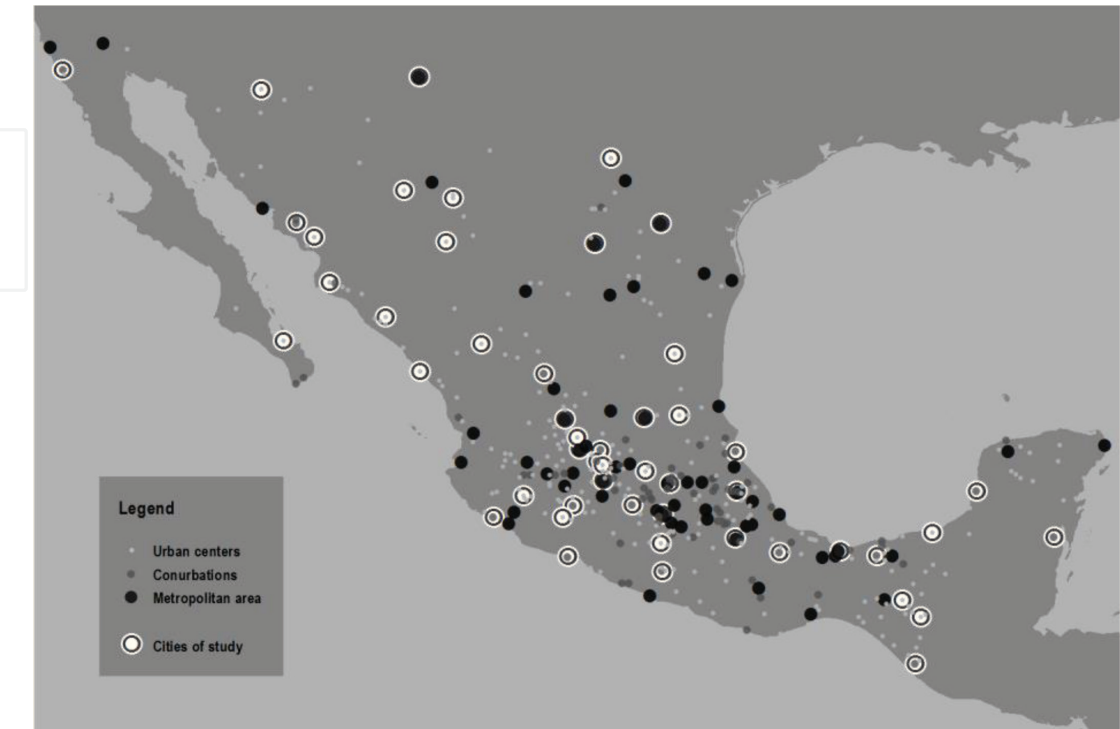 Legend
Urban centers
Conurbations
Metropolitan area
Cities of study